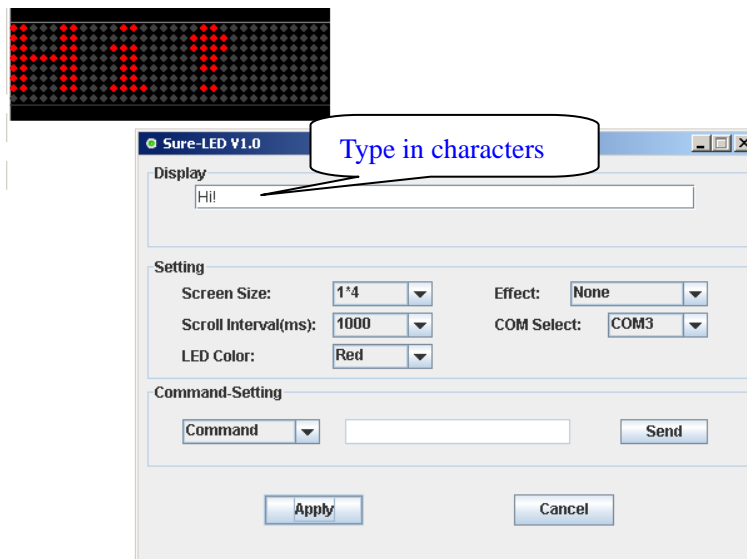 Hi!
Sure-LED V1.0
Type in characters
Display
Hi!
Setting
Screen Size: 1*4 Effect: None
Scroll Interval(ms): 1000 COM Select: COM3
LED Color: Red
Command-Setting
Command Send
Apply Cancel